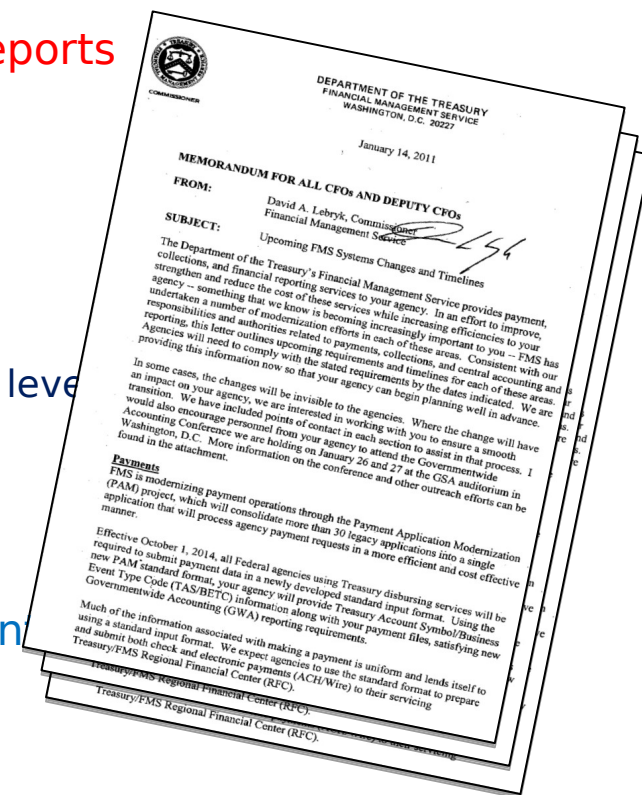 eports
COMMISSIONER
DEPARTMENT OF THE TREASURY
FINANCIAL MANAGEMENT SERVICE
WASHINGTON, D.C. 20227
January 14, 2011
MEMORANDUM FOR ALL CFOs AND DEPUTY CFOs
FROM:
David A. Lebryk, Commissioner
Financial Management Service
SUBJECT:
Upcoming FMS Systems Changes and Timelines
The Department of the Treasury's Financial Management Service provides payment,
collections, and financial reporting services to your agency. In an effort to improve,
strengthen and reduce the cost of these services while increasing efficiencies to your
agency -- something that we know is becoming increasingly important to you -- FMS has
undertaken a number of modernization efforts in each of these areas. Consistent with our
responsibilities and authorities related to payments, collections, and central accounting and
reporting, this letter outlines upcoming requirements and timelines for each of these areas.
Agencies will need to comply with the stated requirements by the dates indicated. We are
providing this information now so that your agency can begin planning well in advance.
leve
In some cases, the changes will be invisible to the agencies. Where the change will have
an impact on your agency, we are interested in working with you to ensure a smooth
transition. We have included points of contact in each section to assist in that process. I
would also encourage personnel from your agency to attend the Governmentwide
Accounting Conference we are holding on January 26 and 27 at the GSA auditorium in
Washington, D.C. More information on the conference and other outreach efforts can be
found in the attachment.
Payments
FMS is modernizing payment operations through the Payment Application Modernization
(PAM) project, which will consolidate more than 30 legacy applications into a single
application that will process agency payment requests in a more efficient and cost effective
manner.
Effective October 1, 2014, all Federal agencies using Treasury disbursing services will be
required to submit payment data in a newly developed standard input format. Using the
new PAM standard format, your agency will provide Treasury Account Symbol/Business
Event Type Code (TAS/BETC) information along with your payment files, satisfying new
Governmentwide Accounting (GWA) reporting requirements.
Much of the information associated with making a payment is uniform and lends itself to
using a standard input format. We expect agencies to use the standard format to prepare
and submit both check and electronic payments (ACH/Wire) to their servicing
Treasury/FMS Regional Financial Center (RFC).
Treasury/FMS Regional Financial Center (RFC).
Treasury/FMS Regional Financial Center (RFC).